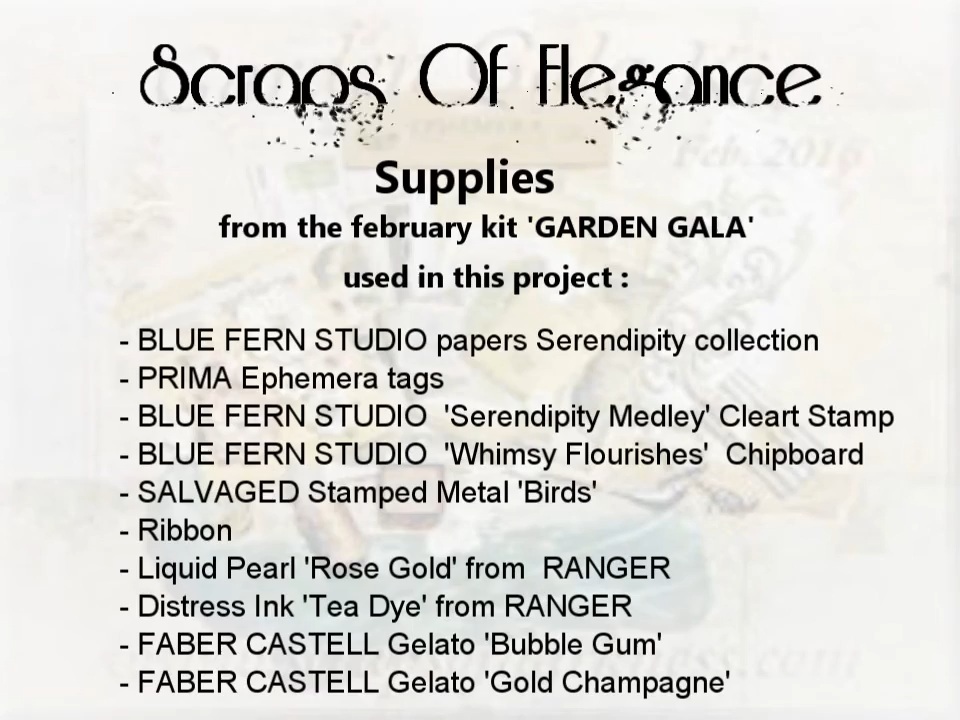 Scraps Of Elegance
Feb. 2016
Supplies
from the february kit 'GARDEN GALA'
used in this project :
- BLUE FERN STUDIO papers Serendipity collection
- PRIMA Ephemera tags
- BLUE FERN STUDIO 'Serendipity Medley' Cleart Stamp
- BLUE FERN STUDIO 'Whimsy Flourishes' Chipboard
- SALVAGED Stamped Metal 'Birds'
- Ribbon
- Liquid Pearl 'Rose Gold' from RANGER
- Distress Ink 'Tea Dye' from RANGER
- FABER CASTELL Gelato 'Bubble Gum'
- FABER CASTELL Gelato 'Gold Champagne'